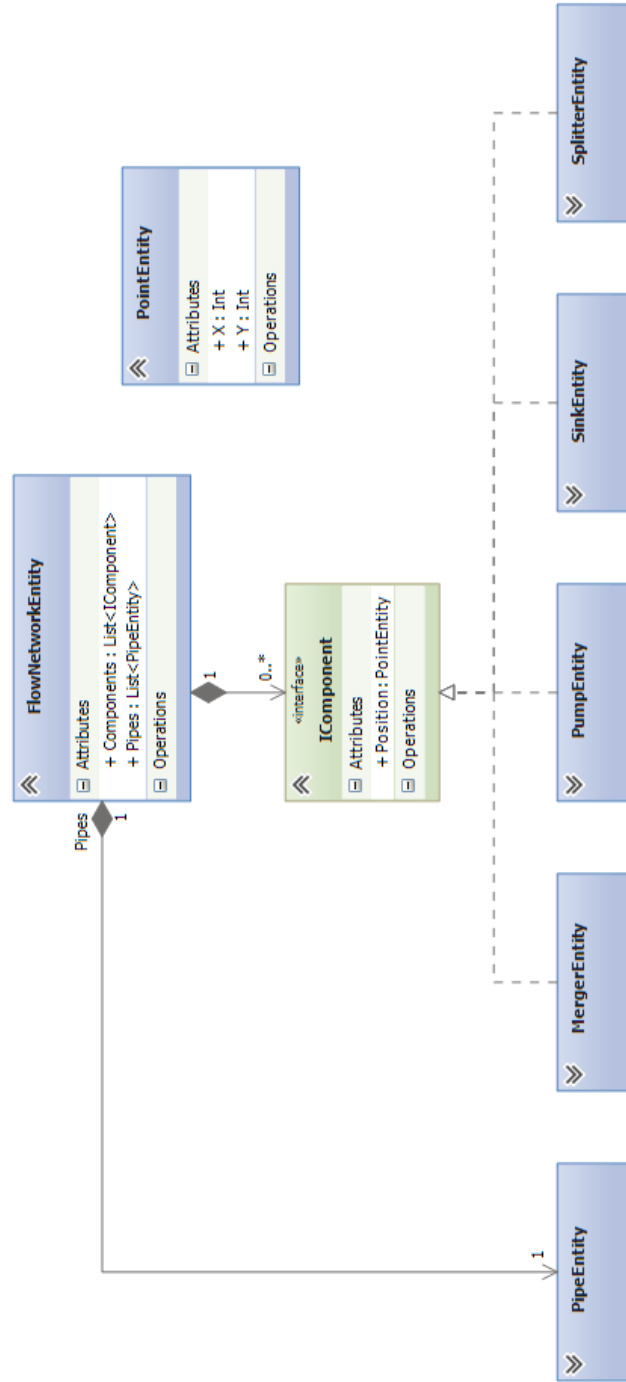 FlowNetworkEntity
Attributes
+ Components : List<IComponent>
+ Pipes : List<PipeEntity>
Operations
Pipes
1
1
0..*
PointEntity
Attributes
+ X : Int
+ Y : Int
Operations
«interface»
IComponent
Attributes
+ Position : PointEntity
Operations
1
PipeEntity
MergerEntity
PumpEntity
SinkEntity
SplitterEntity